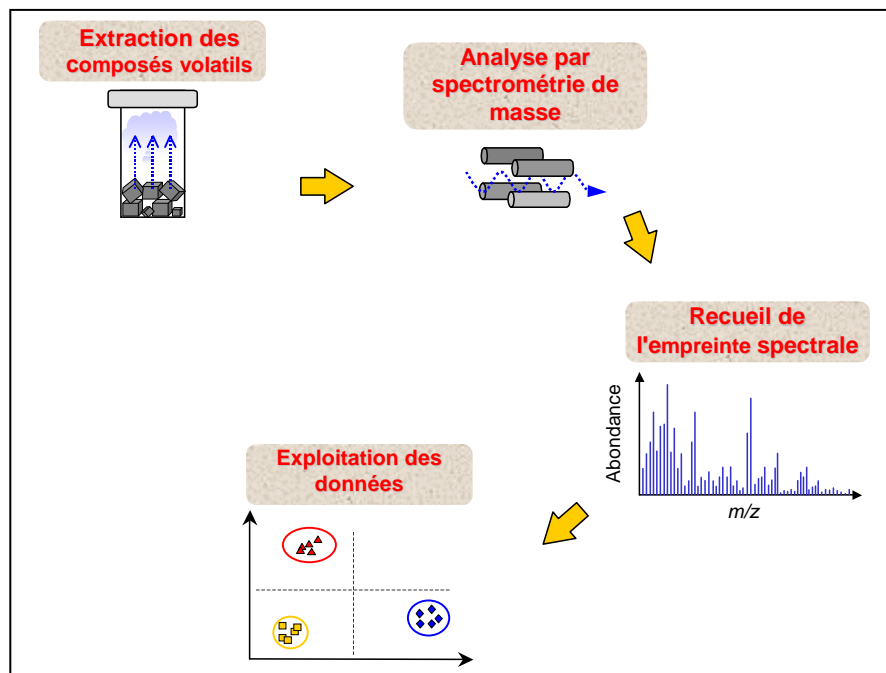 Extraction des
composés volatils
Analyse par
spectrométrie de
masse
Recueil de
l'empreinte spectrale
Abondance
m/z
Exploitation des
données